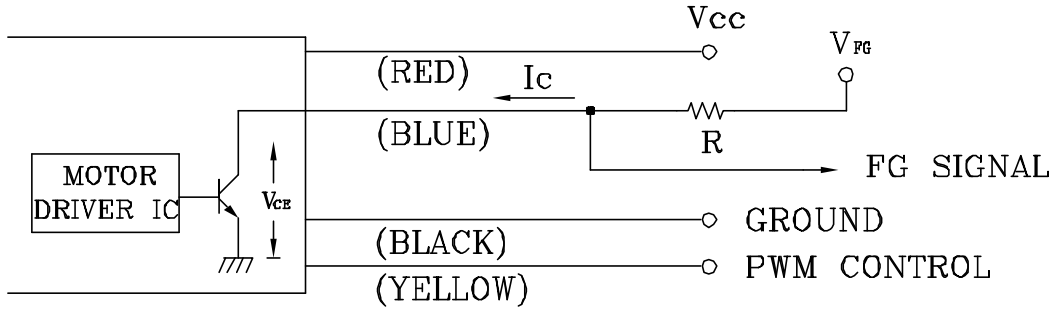 Vcc
VFG
(RED)
Ic
(BLUE)
R
FG SIGNAL
MOTOR
DRIVER IC
VCE
GROUND
(BLACK)
PWM CONTROL
(YELLOW)